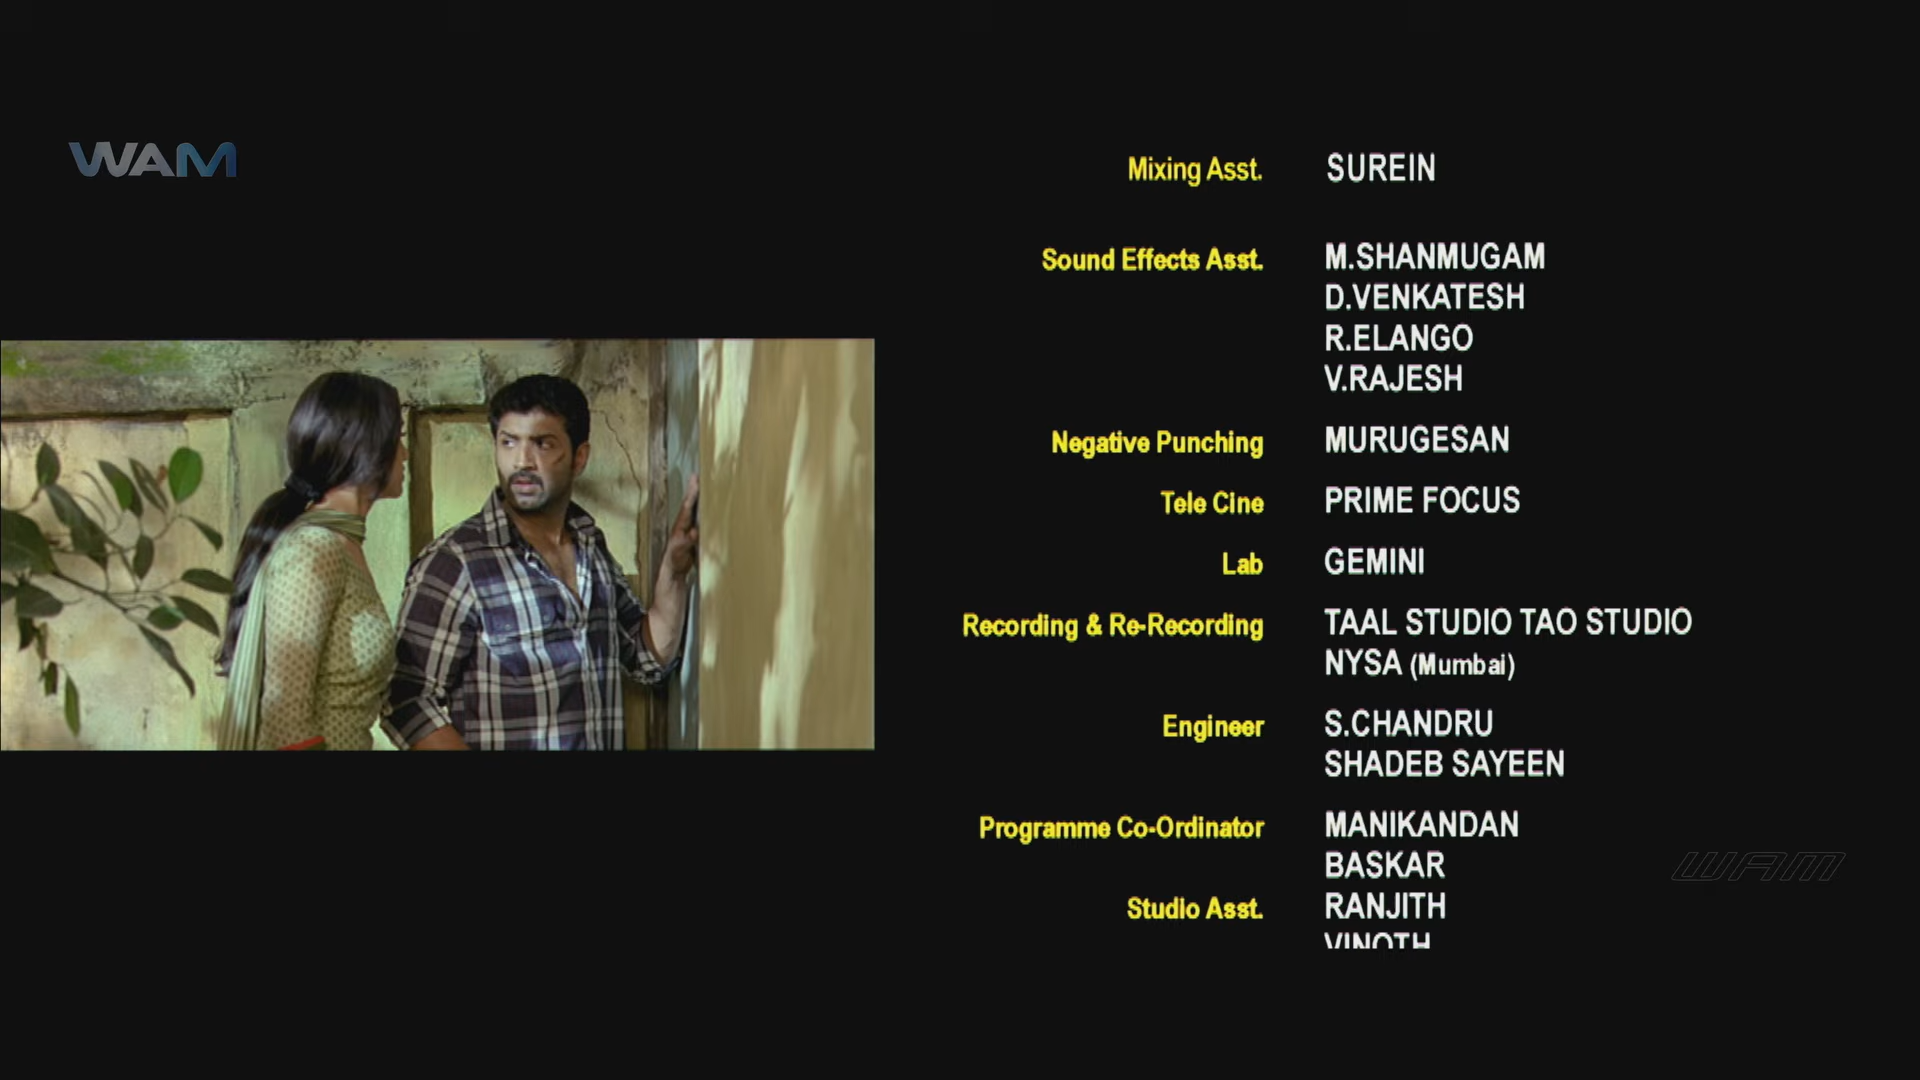 WAM
Mixing Asst. SUREIN
Sound Effects Asst. M.SHANMUGAM
D.VENKATESH
R.ELANGO
V.RAJESH
Negative Punching MURUGESAN
Tele Cine PRIME FOCUS
Lab GEMINI
Recording & Re-Recording TAAL STUDIO TAO STUDIO
NYSA (Mumbai)
Engineer S.CHANDRU
SHADEB SAYEEN
Programme Co-Ordinator MANIKANDAN
BASKAR
WAM
Studio Asst. RANJITH
VINOTH